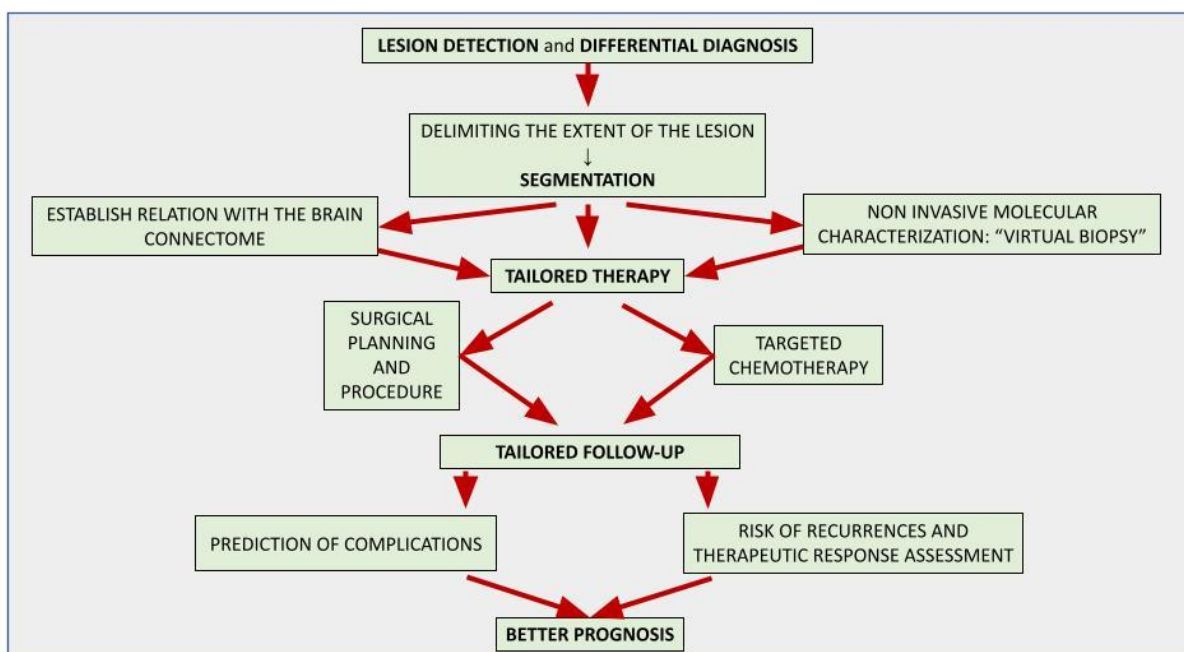 LESION DETECTION and DIFFERENTIAL DIAGNOSIS
DELIMITING THE EXTENT OF THE LESION
↓
SEGMENTATION
ESTABLISH RELATION WITH THE BRAIN
CONNECTOME
NON INVASIVE MOLECULAR
CHARACTERIZATION: “VIRTUAL BIOPSY”
TAILORED THERAPY
SURGICAL
PLANNING
AND
PROCEDURE
TARGETED
CHEMOTHERAPY
TAILORED FOLLOW-UP
PREDICTION OF COMPLICATIONS
RISK OF RECURRENCES AND
THERAPEUTIC RESPONSE ASSESSMENT
BETTER PROGNOSIS